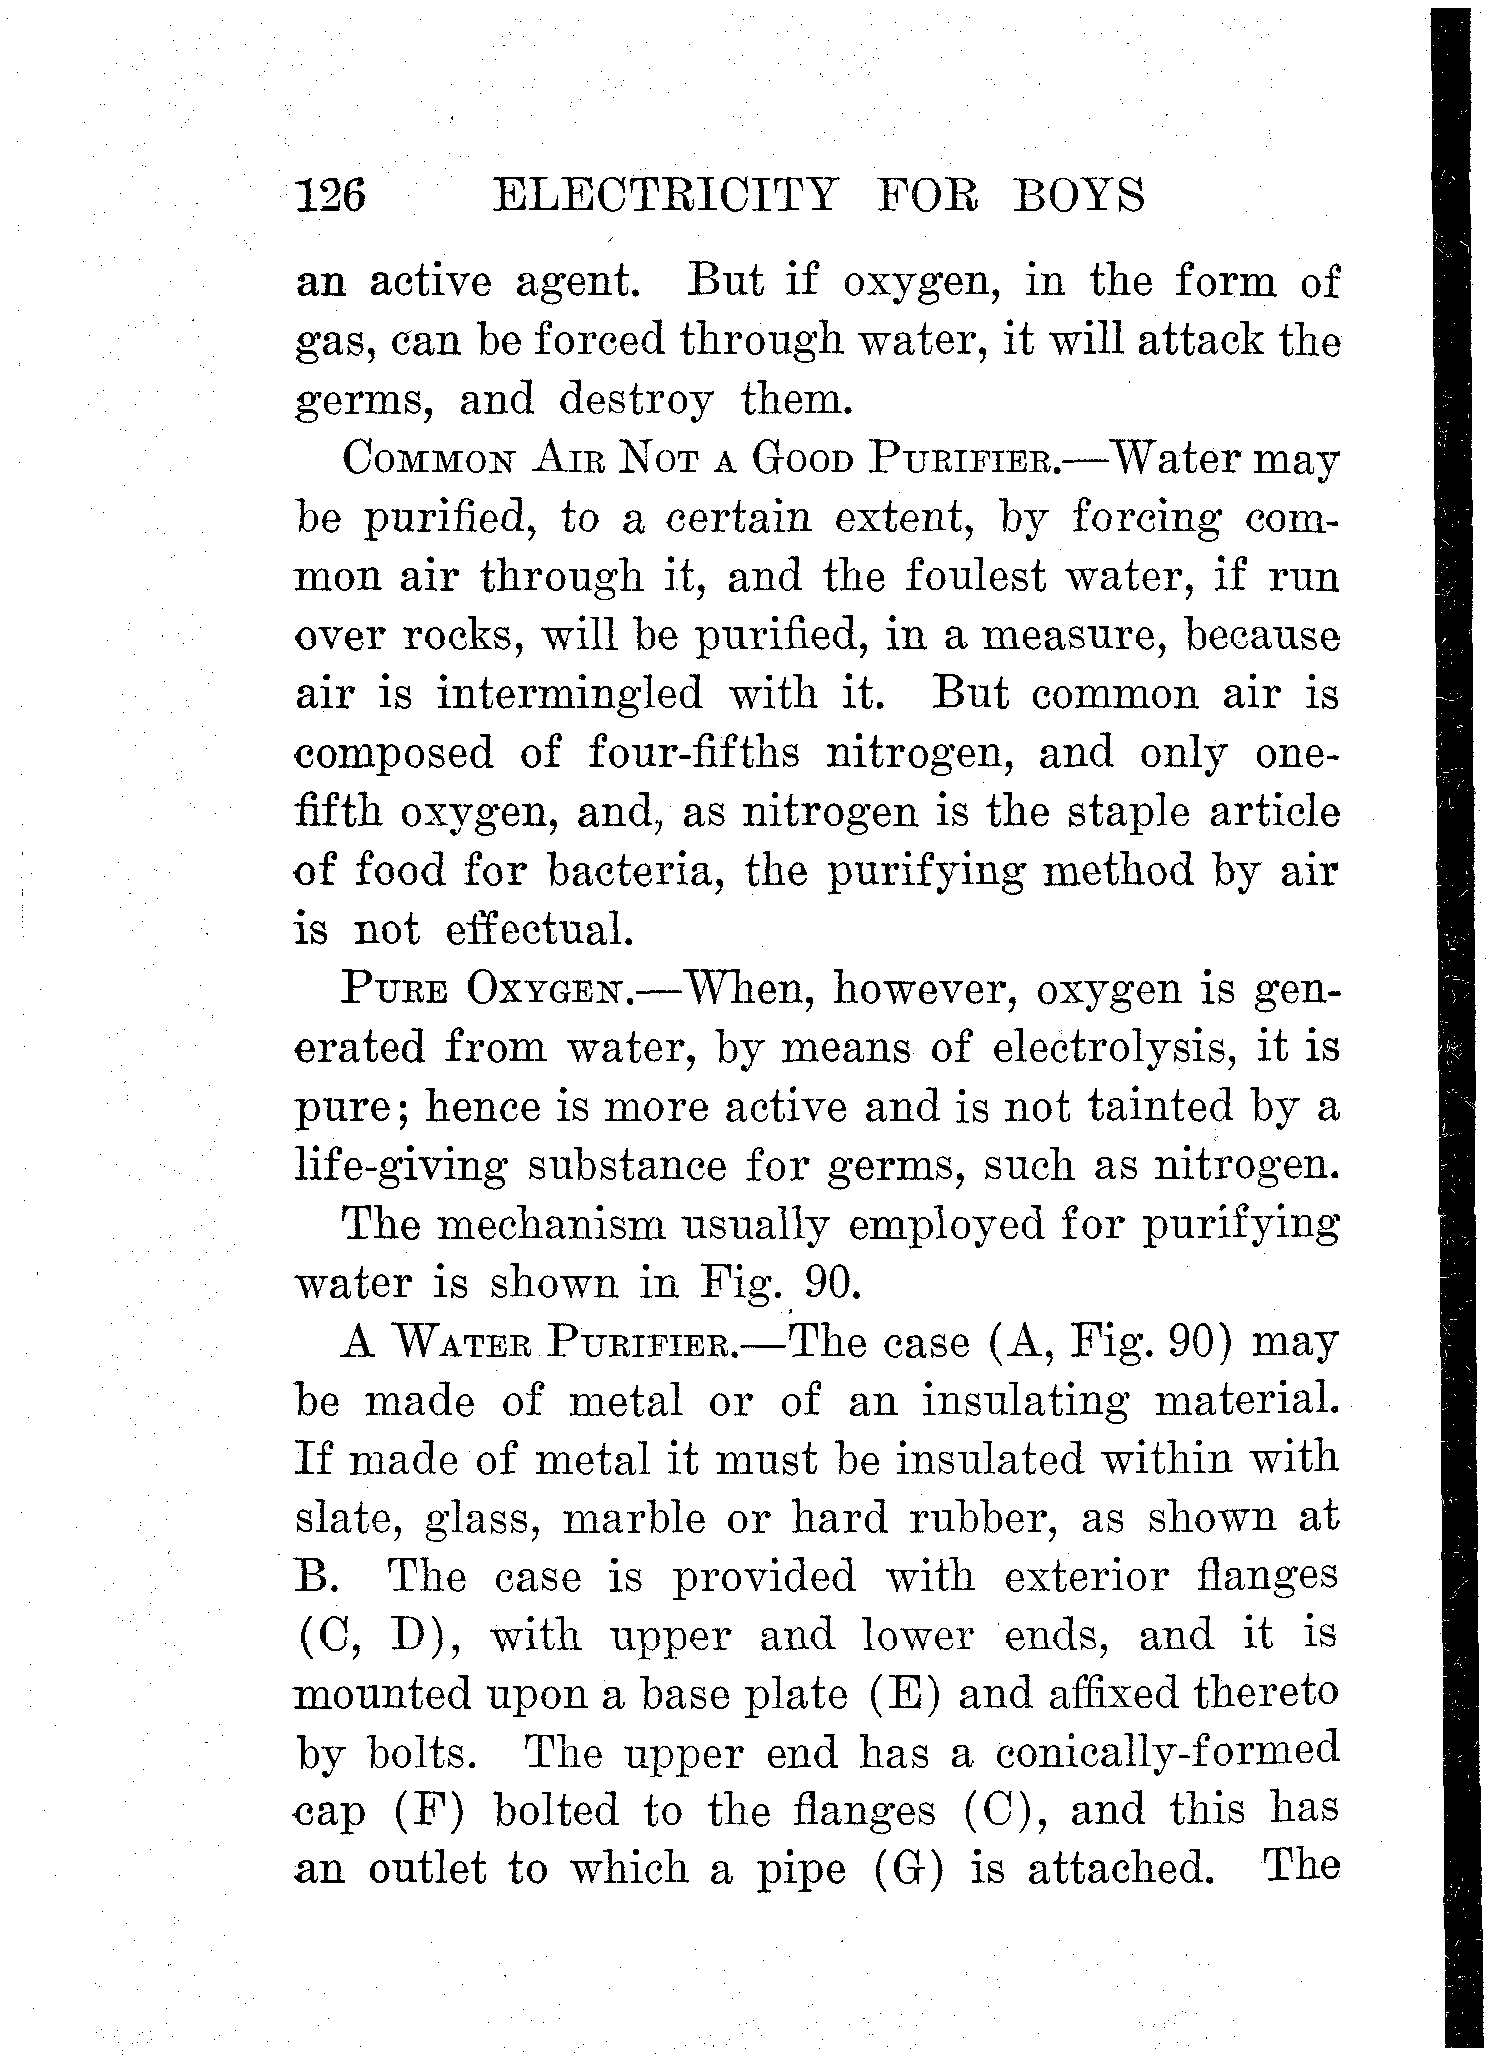 126 ELECTRICITY FOR BOYS
an active agent. But if oxygen, in the form of
gas, can be forced through water, it will attack the
germs, and destroy them.
COMMON AIR NOT A GOOD PURIFIER.—Water may
be purified, to a certain extent, by forcing com-
mon air through it, and the foulest water, if run
over rocks, will be purified, in a measure, because
air is intermingled with it. But common air is
composed of four-fifths nitrogen, and only one-
fifth oxygen, and, as nitrogen is the staple article
of food for bacteria, the purifying method by air
is not effectual.
PURE OXYGEN.—When, however, oxygen is gen-
erated from water, by means of electrolysis, it is
pure; hence is more active and is not tainted by a
life-giving substance for germs, such as nitrogen.
The mechanism usually employed for purifying
water is shown in Fig. 90.
A WATER PURIFIER.—The case (A, Fig. 90) may
be made of metal or of an insulating material.
If made of metal it must be insulated within with
slate, glass, marble or hard rubber, as shown at
B. The case is provided with exterior flanges
(C, D), with upper and lower ends, and it is
mounted upon a base plate (E) and affixed thereto
by bolts. The upper end has a conically-formed
cap (F) bolted to the flanges (C), and this has
an outlet to which a pipe (G) is attached. The